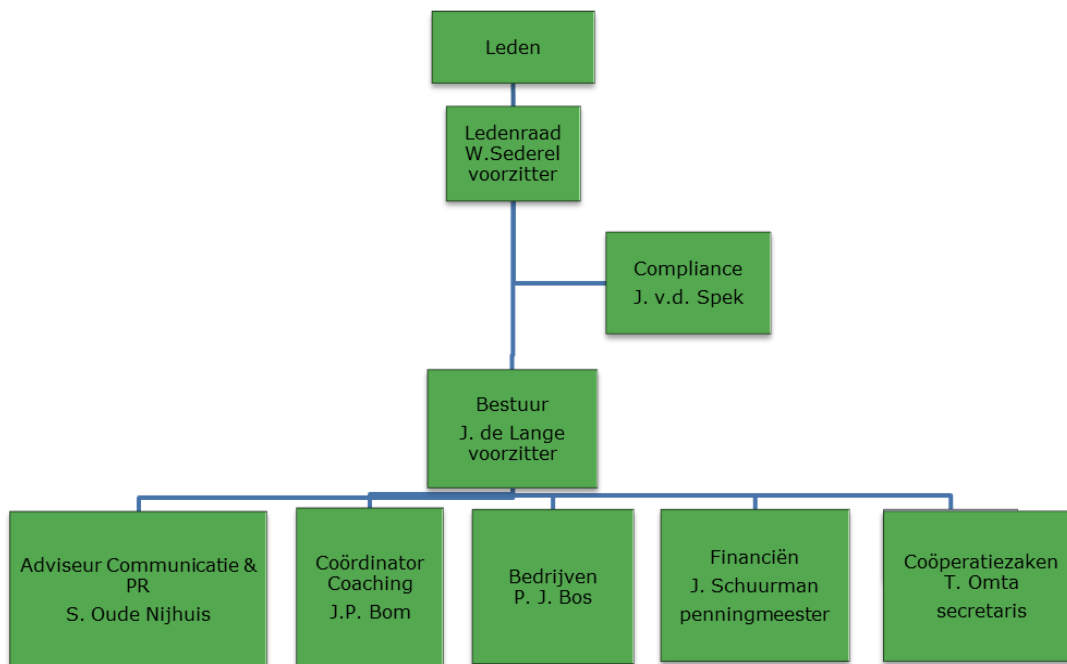 Leden
Ledenraad
W.Sederel
voorzitter
Compliance
J. v.d. Spek
Bestuur
J. de Lange
voorzitter
Adviseur Communicatie &
PR
S. Oude Nijhuis
Coördinator
Coaching
J.P. Bom
Bedrijven
P. J. Bos
Financiën
J. Schuurman
penningmeester
Coöperatiezaken
T. Omta
secretaris